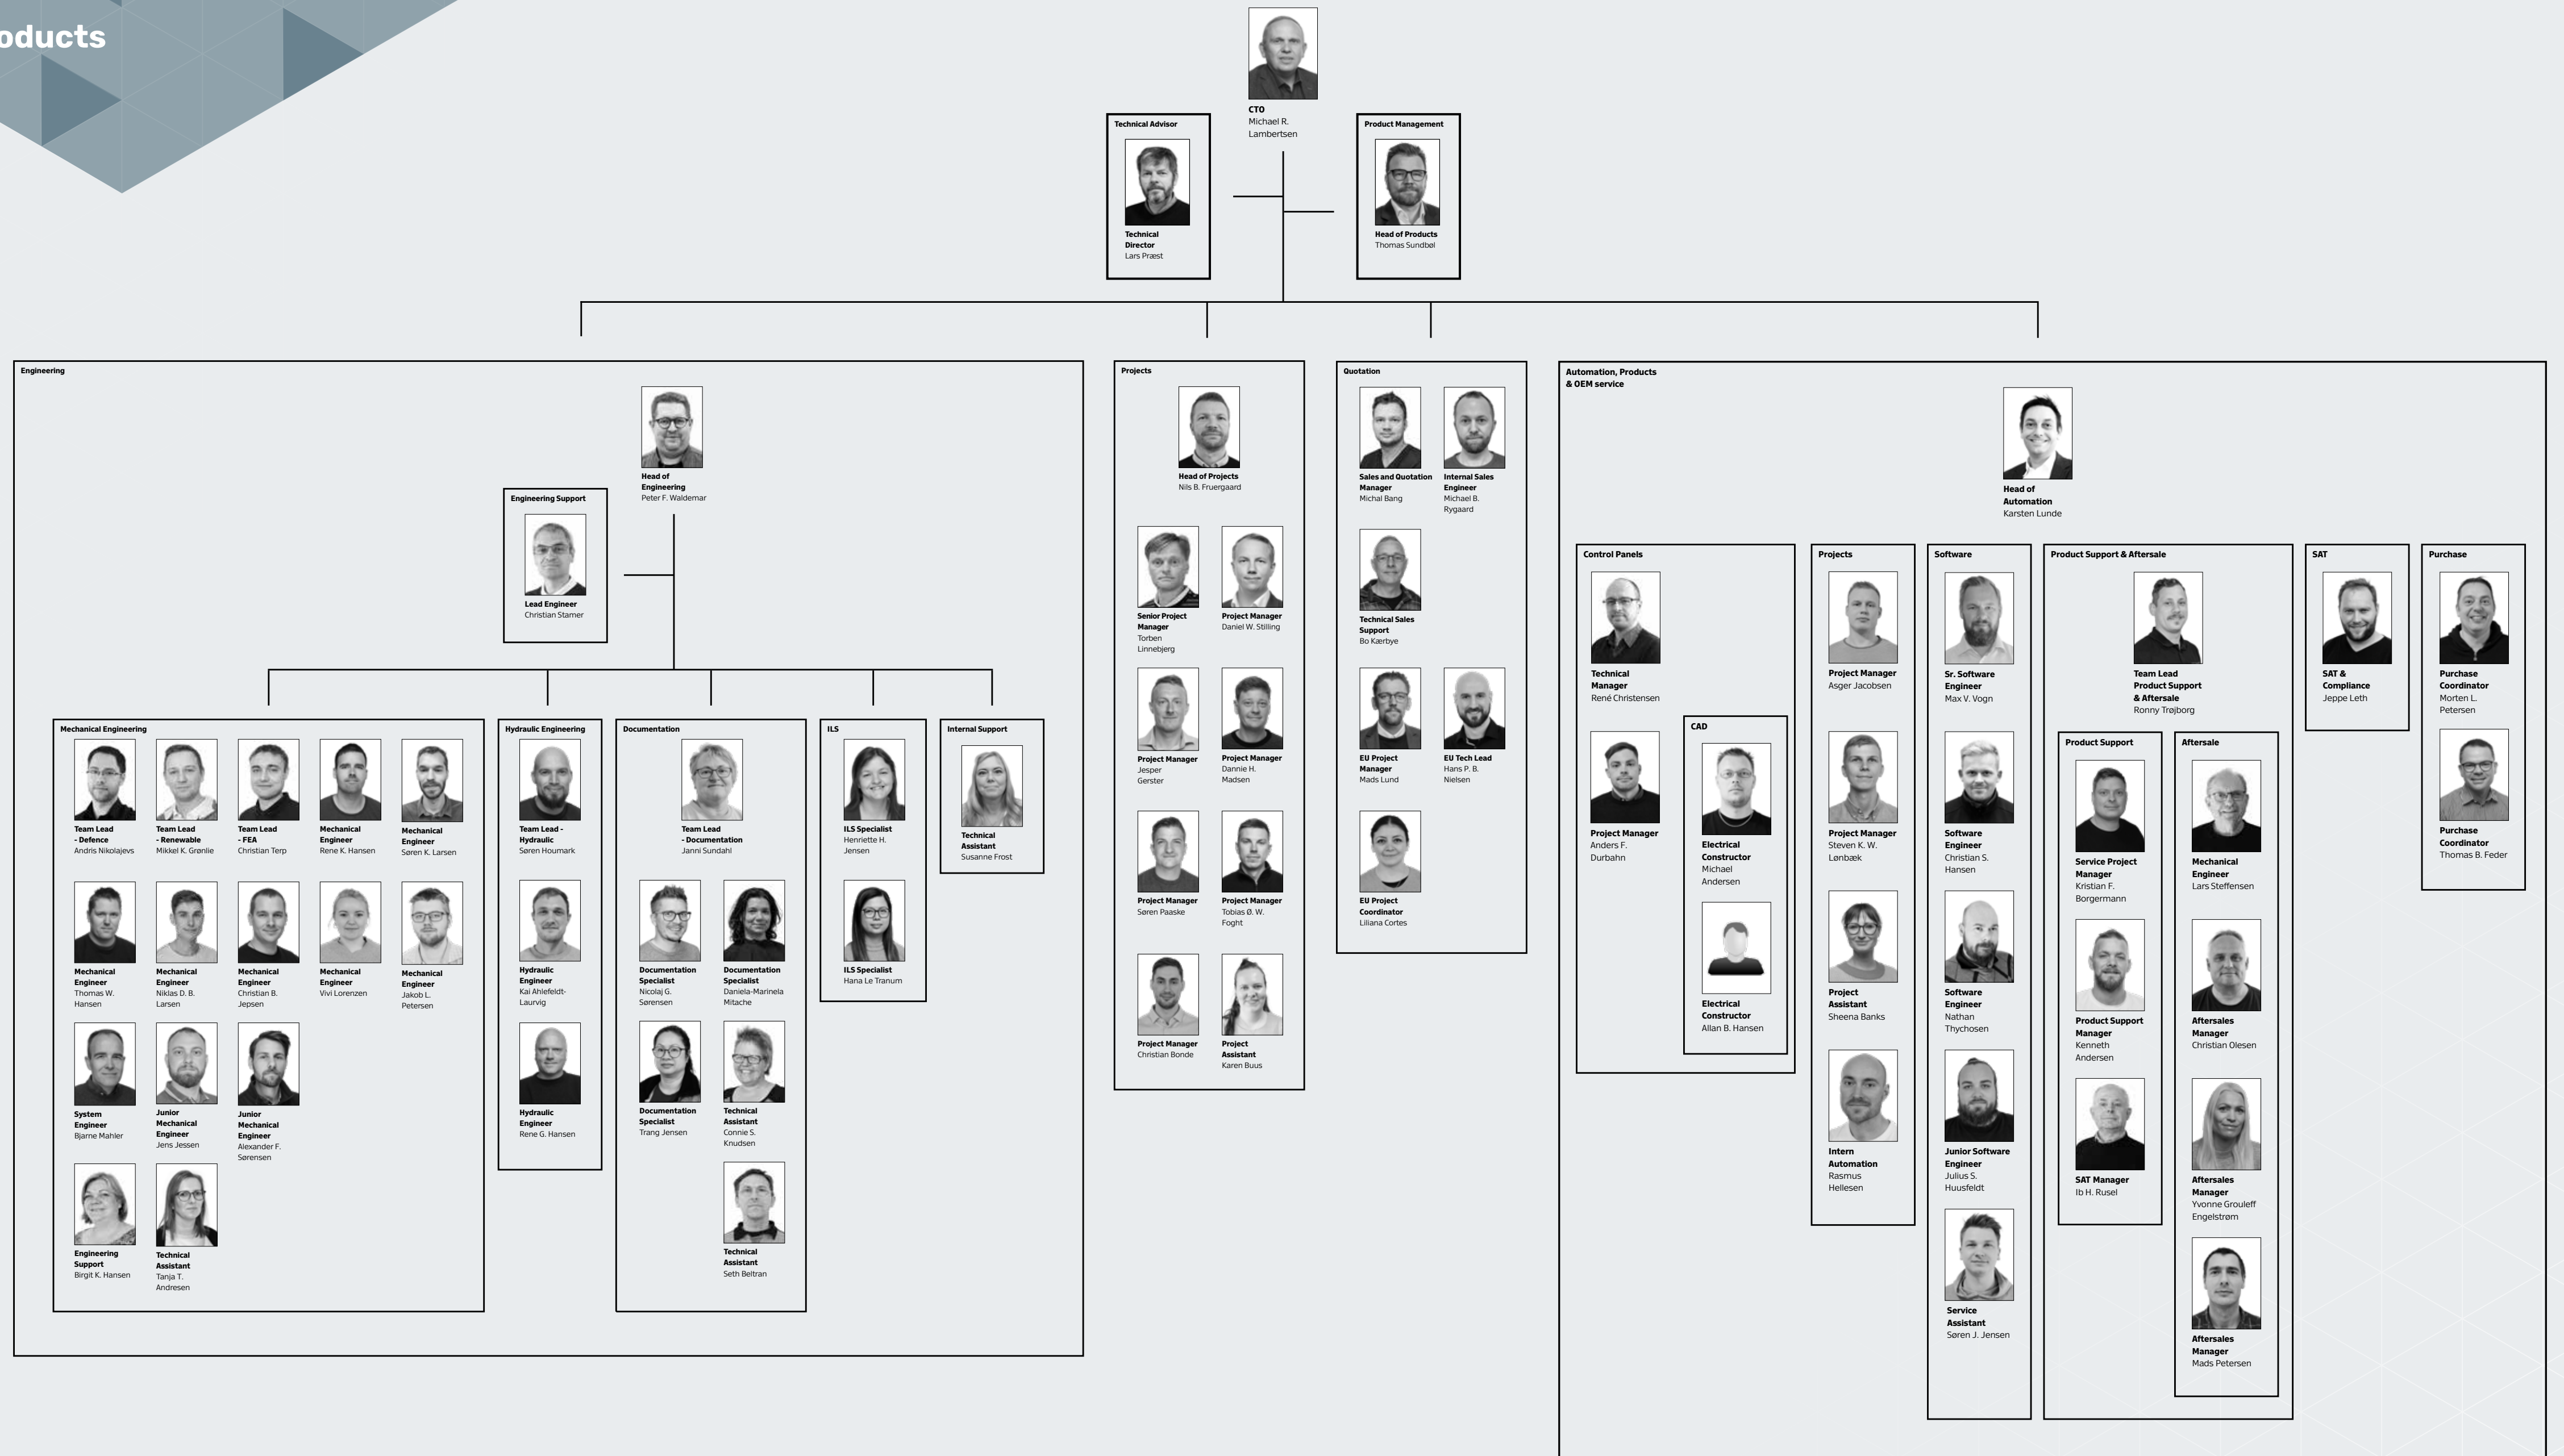 oducts
CTO
Michael R.
Lambertsen
Technical Advisor
Technical
Director
Lars Præst
Product Management
Head of Products
Thomas Sundbøl
Engineering
Head of
Engineering
Peter F. Waldemar
Engineering Support
Lead Engineer
Christian Stamer
Mechanical Engineering
Team Lead
- Defence
Andris Nikolajevs
Team Lead
- Renewable
Mikkel K. Grønlie
Team Lead
- FEA
Christian Terp
Mechanical
Engineer
Rene K. Hansen
Mechanical
Engineer
Søren K. Larsen
Mechanical
Engineer
Thomas W.
Hansen
Mechanical
Engineer
Niklas D. B.
Larsen
Mechanical
Engineer
Christian B.
Jepsen
Mechanical
Engineer
Vivi Lorenzen
Mechanical
Engineer
Jakob L.
Petersen
System
Engineer
Bjarne Mahler
Junior
Mechanical
Engineer
Jens Jessen
Junior
Mechanical
Engineer
Alexander F.
Sørensen
Engineering
Support
Birgit K. Hansen
Technical
Assistant
Tanja T.
Andresen
Hydraulic Engineering
Team Lead -
Hydraulic
Søren Houmark
Hydraulic
Engineer
Kai Ahlefeldt-
Laurvig
Hydraulic
Engineer
Rene G. Hansen
Documentation
Team Lead
- Documentation
Janni Sundahl
Documentation
Specialist
Nicolaj G.
Sørensen
Documentation
Specialist
Daniela-Marinela
Mitache
Documentation
Specialist
Trang Jensen
Technical
Assistant
Connie S.
Knudsen
Technical
Assistant
Seth Beltran
ILS
ILS Specialist
Henriette H.
Jensen
ILS Specialist
Hana Le Tranum
Internal Support
Technical
Assistant
Susanne Frost
Projects
Head of Projects
Nils B. Fruergaard
Senior Project
Manager
Torben
Linnebjerg
Project Manager
Daniel W. Stilling
Project Manager
Jesper
Gerster
Project Manager
Dannie H.
Madsen
Project Manager
Søren Paaske
Project Manager
Tobias Ø. W.
Foght
Project Manager
Christian Bonde
Project
Assistant
Karen Buus
Quotation
Sales and Quotation
Manager
Michal Bang
Internal Sales
Engineer
Michael B.
Rygaard
Technical Sales
Support
Bo Kærbye
EU Project
Manager
Mads Lund
EU Tech Lead
Hans P. B.
Nielsen
EU Project
Coordinator
Liliana Cortes
Automation, Products
& OEM service
Head of
Automation
Karsten Lunde
Control Panels
Technical
Manager
René Christensen
Project Manager
Anders F.
Durbahn
CAD
Electrical
Constructor
Michael
Andersen
Electrical
Constructor
Allan B. Hansen
Projects
Project Manager
Asger Jacobsen
Project Manager
Steven K. W.
Lønbæk
Project
Assistant
Sheena Banks
Intern
Automation
Rasmus
Hellesen
Software
Sr. Software
Engineer
Max V. Vogn
Software
Engineer
Christian S.
Hansen
Software
Engineer
Nathan
Thychosen
Junior Software
Engineer
Julius S.
Huusfeldt
Service
Assistant
Søren J. Jensen
Product Support & Aftersale
Team Lead
Product Support
& Aftersale
Ronny Trøjborg
Product Support
Service Project
Manager
Kristian F.
Borgermann
Product Support
Manager
Kenneth
Andersen
SAT Manager
Ib H. Rusel
Aftersale
Mechanical
Engineer
Lars Steffensen
Aftersales
Manager
Christian Olesen
Aftersales
Manager
Yvonne Grouleff
Engelstrøm
Aftersales
Manager
Mads Petersen
SAT
SAT &
Compliance
Jeppe Leth
Purchase
Purchase
Coordinator
Morten L.
Petersen
Purchase
Coordinator
Thomas B. Feder